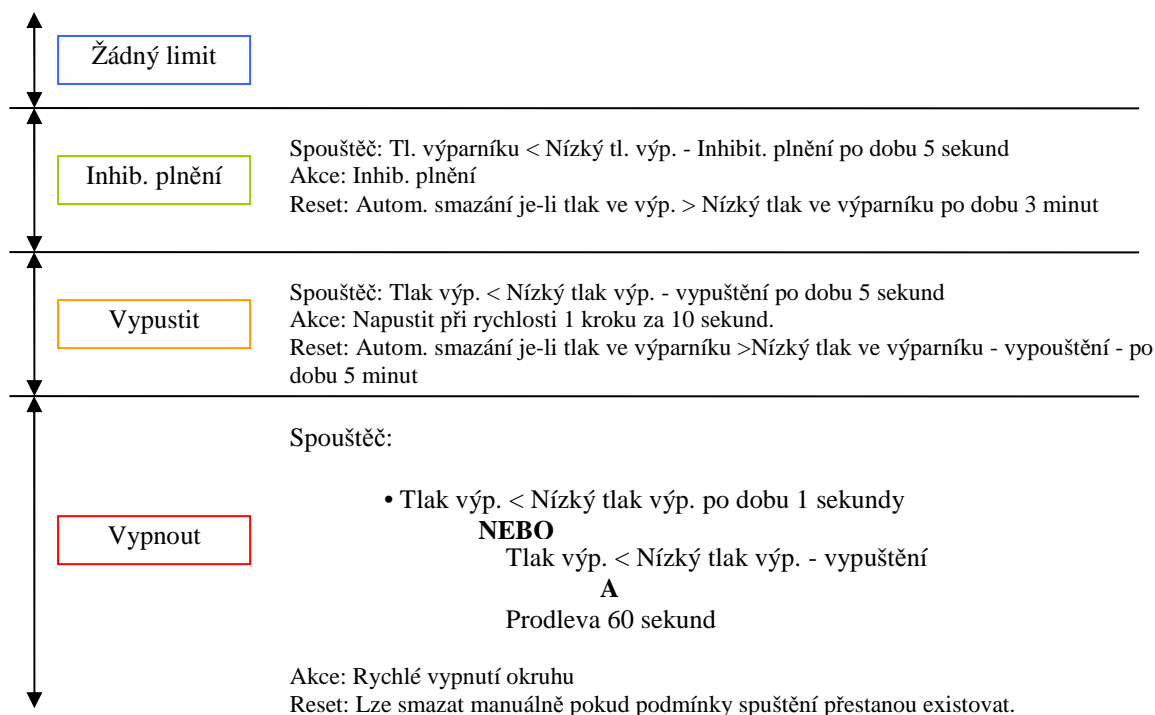 Žádný limit
Inhib. plnění
Spouštěč: Tl. výparníku < Nízký tl. výp. - Inhibit. plnění po dobu 5 sekund
Akce: Inhib. plnění
Reset: Autom. smazání je-li tlak ve výp. > Nízký tlak ve výparníku po dobu 3 minut
Vypustit
Spouštěč: Tlak výp. < Nízký tlak výp. - vypuštění po dobu 5 sekund
Akce: Napustit při rychlosti 1 kroku za 10 sekund.
Reset: Autom. smazání je-li tlak ve výparníku >Nízký tlak ve výparníku - vypouštění - po
dobu 5 minut
Vypnout
Spouštěč:
• Tlak výp. < Nízký tlak výp. po dobu 1 sekundy
NEBO
Tlak výp. < Nízký tlak výp. - vypuštění
A
Prodleva 60 sekund
Akce: Rychlé vypnutí okruhu
Reset: Lze smazat manuálně pokud podmínky spuštění přestanou existovat.